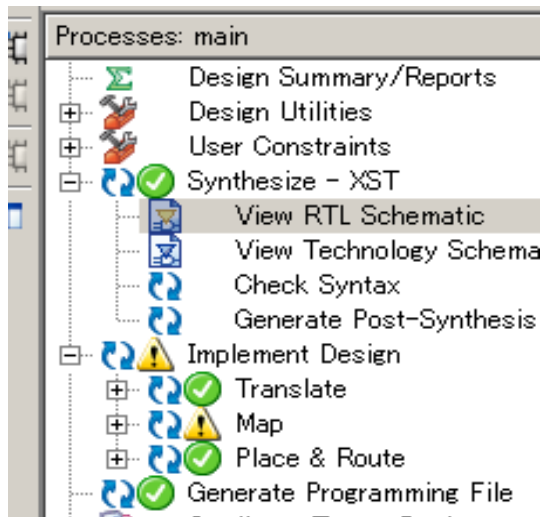 Processes: main
Design Summary/Reports
Design Utilities
User Constraints
Synthesize - XST
View RTL Schematic
View Technology Schema
Check Syntax
Generate Post-Synthesis
Implement Design
Translate
Map
Place & Route
Generate Programming File